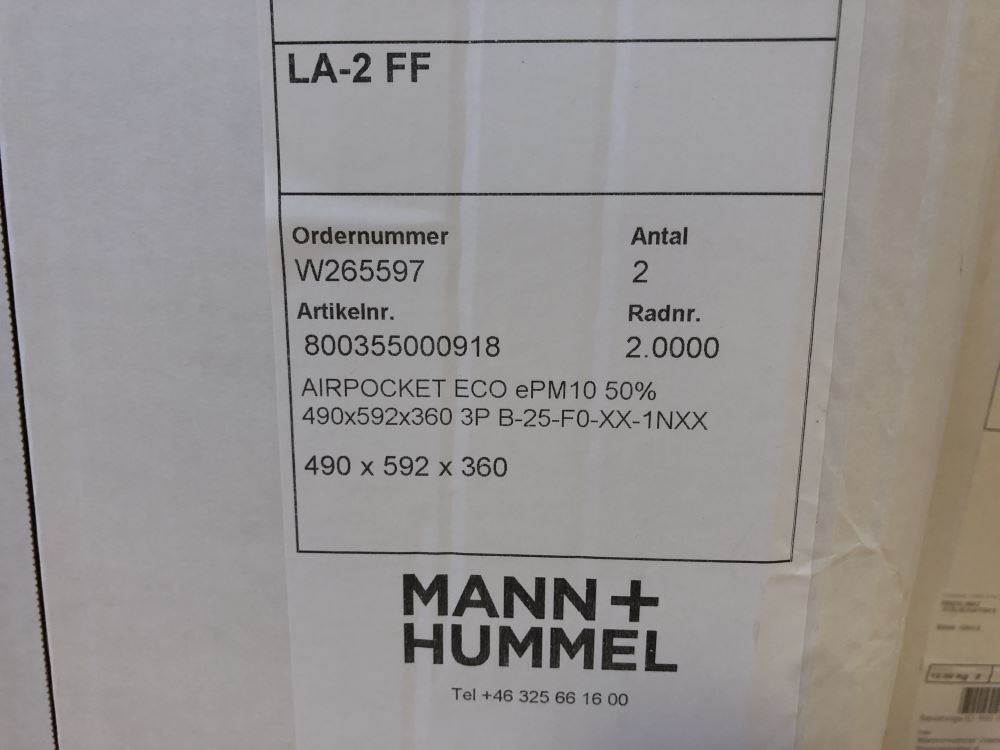 LA-2 FF
Ordernummer Antal
W265597 2
Artikelnr. Radnr.
800355000918 2.0000
AIRPOCKET ECO ePM10 50%
490x592x360 3P B-25-F0-XX-1NXX
490 x 592 x 360
MANN+
HUMMEL
Tel +46 325 66 16 00